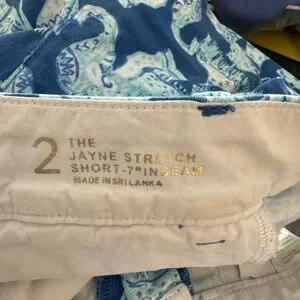 2
THE
JAYNE STRETCH
SHORT-7"INSEAM
MADE IN SRI LANKA